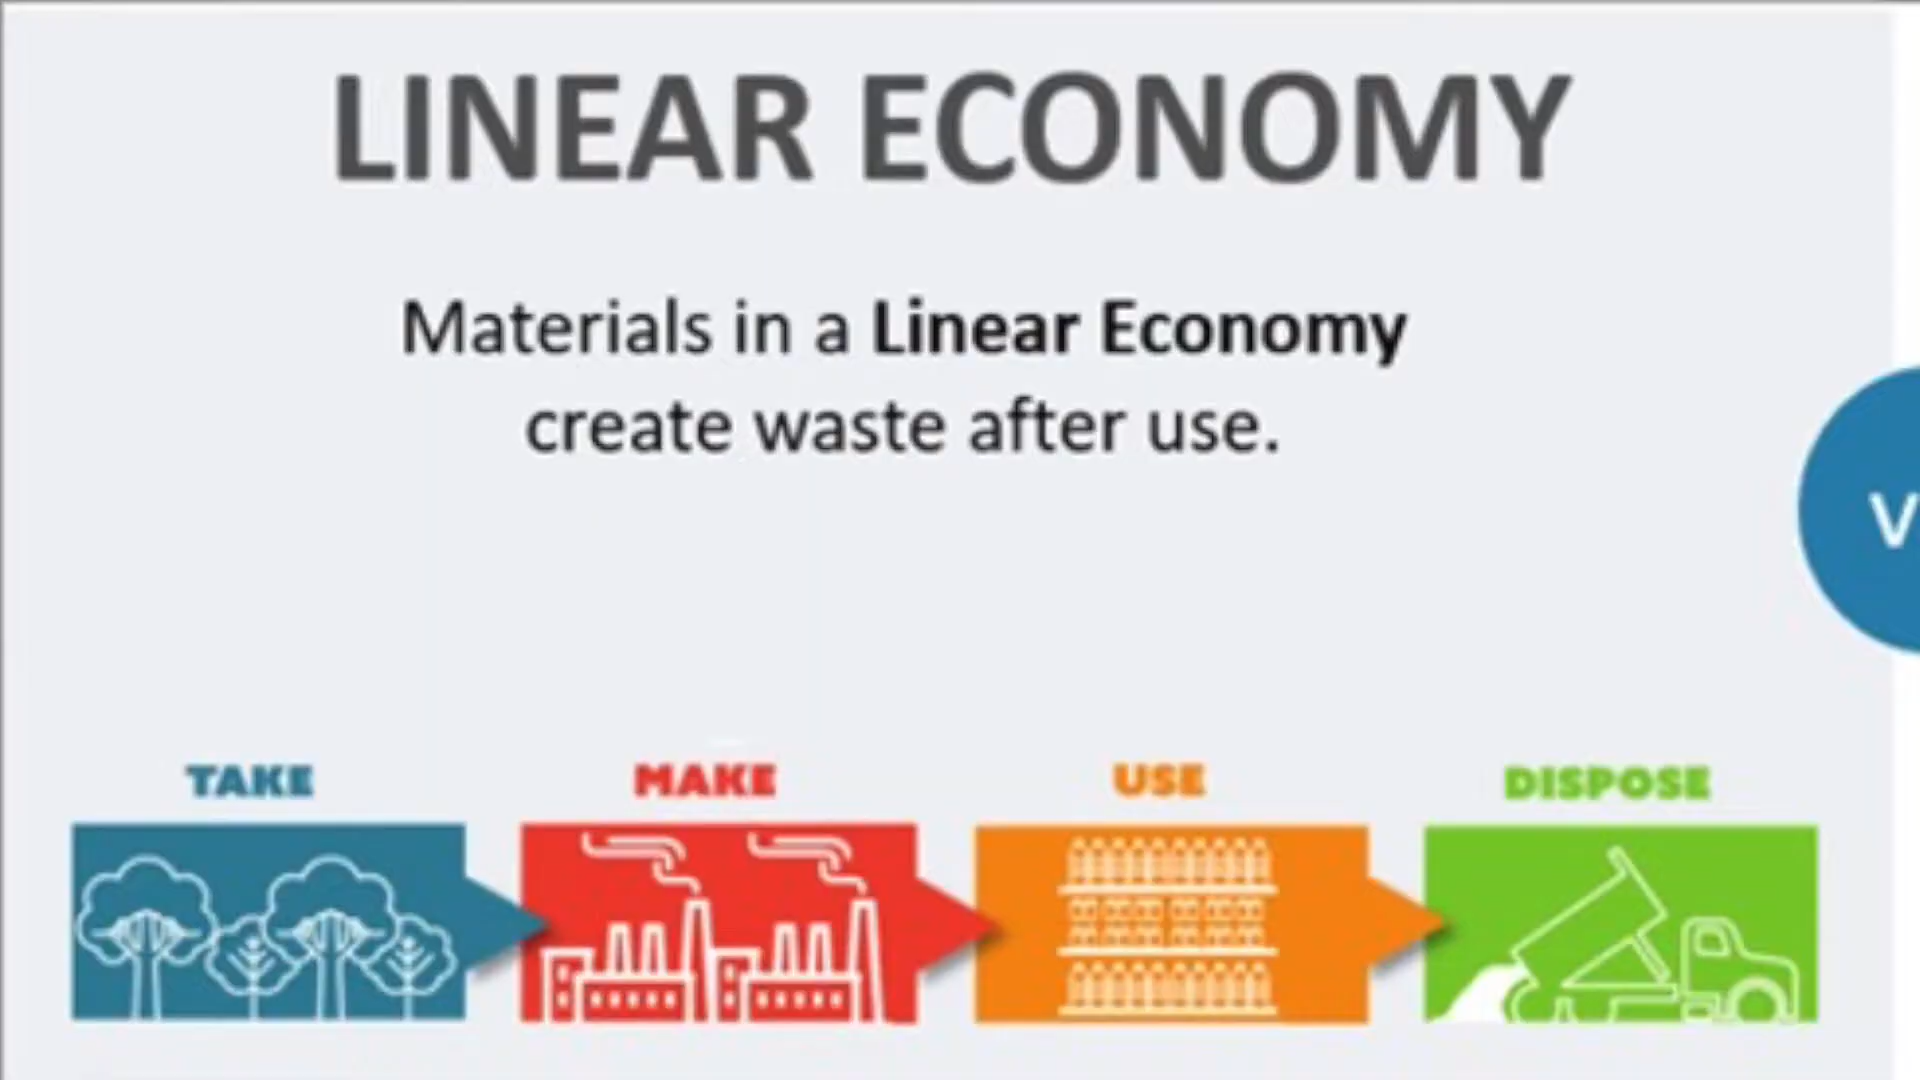 LINEAR ECONOMY
Materials in a Linear Economy
create waste after use.
V
TAKE
MAKE
USE
DISPOSE